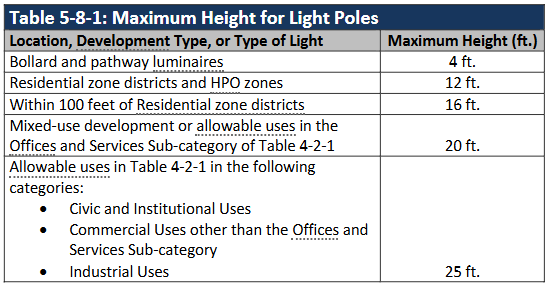 Table 5-8-1: Maximum Height for Light Poles
Location, Development Type, or Type of Light Maximum Height (ft.)
Bollard and pathway luminaires 4 ft.
Residential zone districts and HPO zones 12 ft.
Within 100 feet of Residential zone districts 16 ft.
Mixed-use development or allowable uses in the
Offices and Services Sub-category of Table 4-2-1 20 ft.
Allowable uses in Table 4-2-1 in the following
categories:
• Civic and Institutional Uses
• Commercial Uses other than the Offices and
Services Sub-category
• Industrial Uses 25 ft.